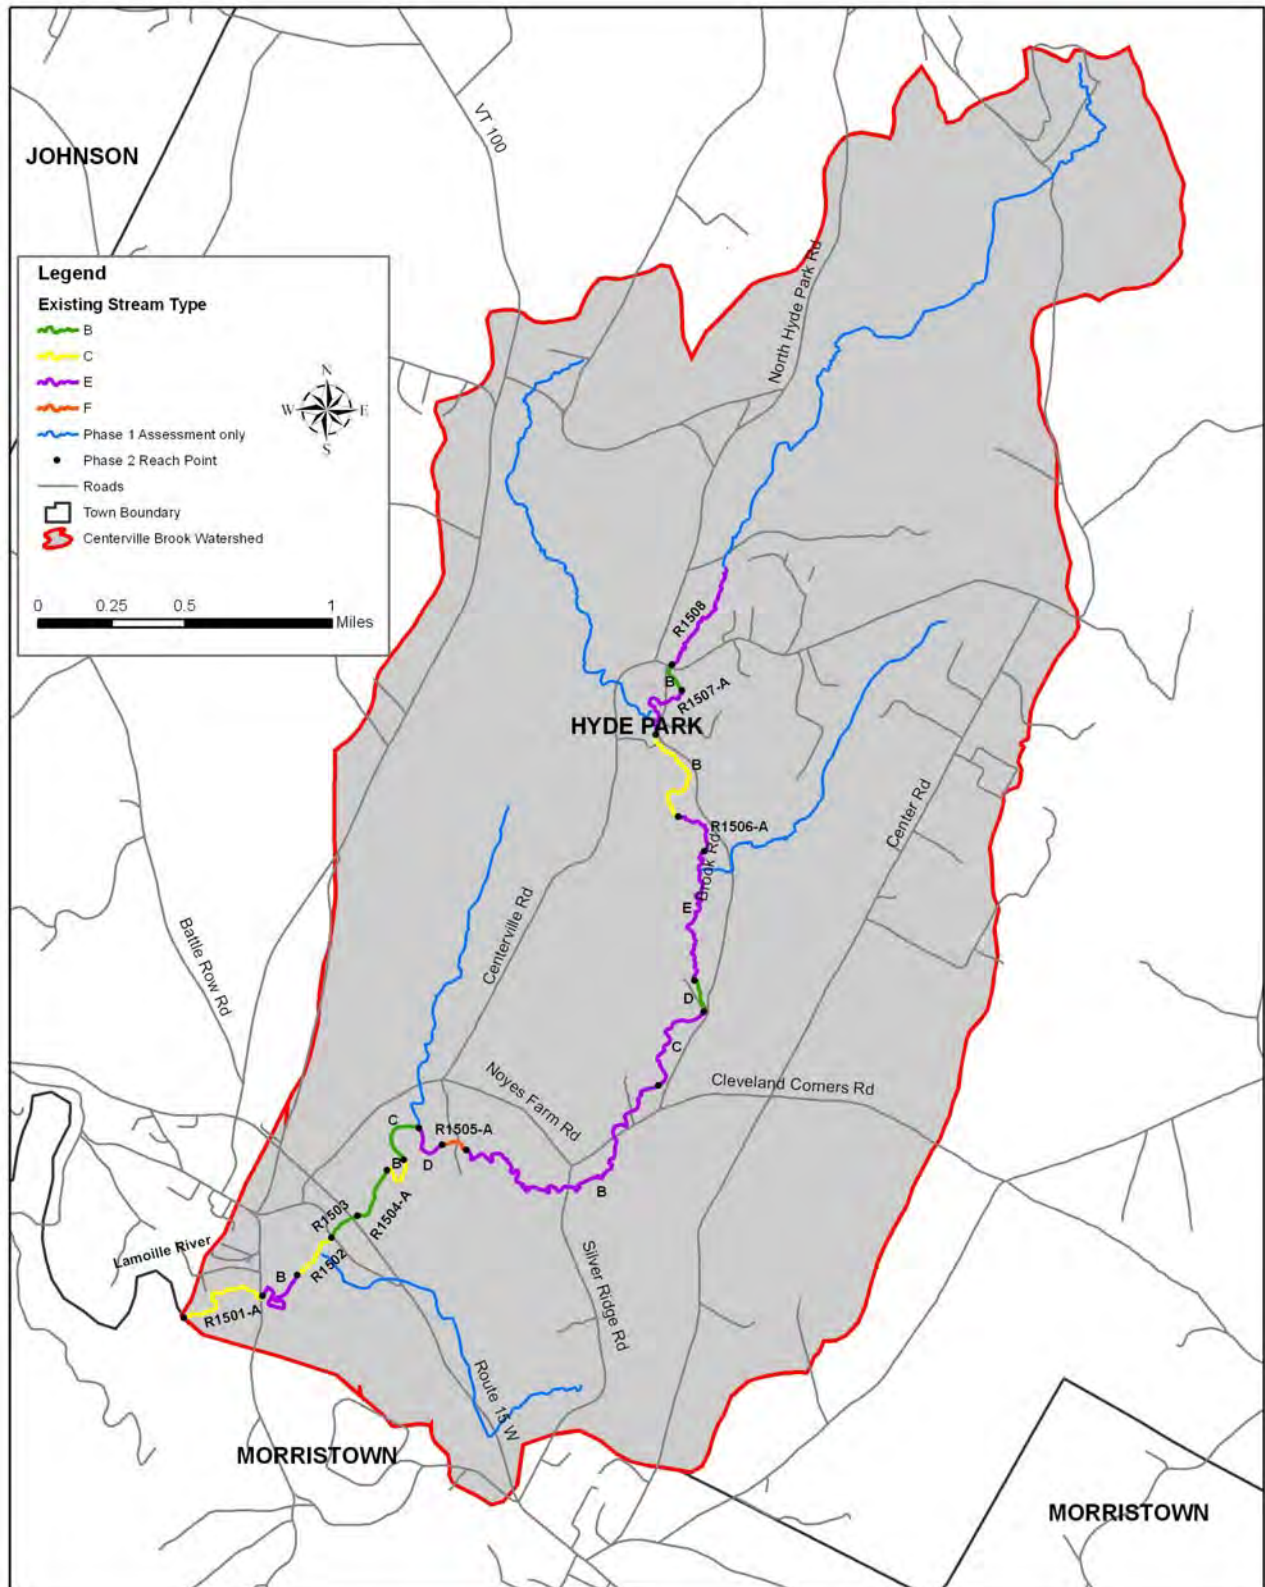 JOHNSON
VT 100
Legend
Existing Stream Type
B
C
E
F
Phase 1 Assessment only
Phase 2 Reach Point
Roads
Town Boundary
Centerville Brook Watershed
N
W
E
S
0
0.25
0.5
1
Miles
North Hyde Park Rd
R1508
B
R1507-A
HYDE PARK
B
R1506-A
Brook Rd
Center Rd
E
Centerville Rd
Battle Row Rd
D
C
Noyes Farm Rd
Cleveland Corners Rd
C
R1505-A
B
D
B
R1503
R1504-A
Lamoille River
B
R1502
R1501-A
Silver Ridge Rd
Route 15 W
MORRISTOWN
MORRISTOWN